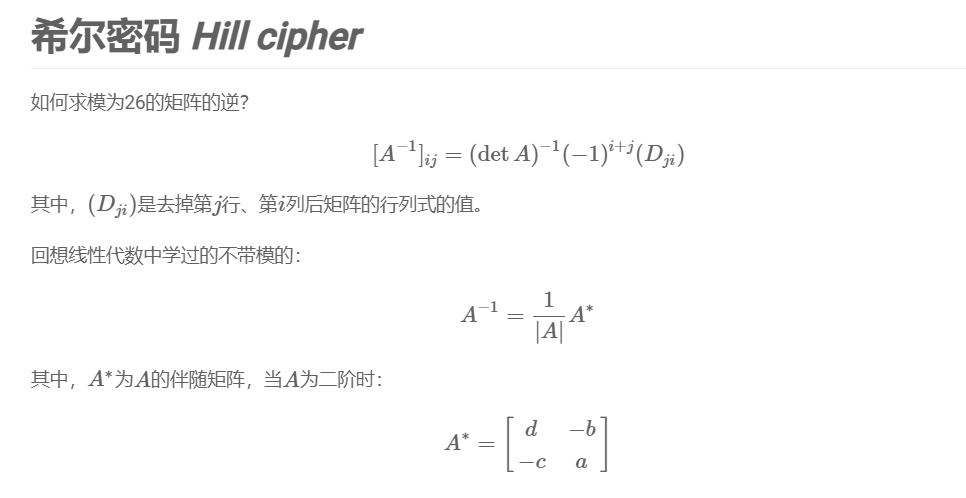 希尔密码 Hill cipher
如何求模为26的矩阵的逆?
[A^{-1}]_{ij} = (det A)^{-1}(−1)^{i+j}(D_{ji})
其中，(D_{ji})是去掉第j行、第i列后矩阵的行列式的值。
回想线性代数中学过的不带模的：
A^{-1} = \frac{1}{|A|} A^*
其中，A^*为A的伴随矩阵，当A为二阶时：
A^* = \begin{bmatrix} d & -b \\ -c & a \end{bmatrix}